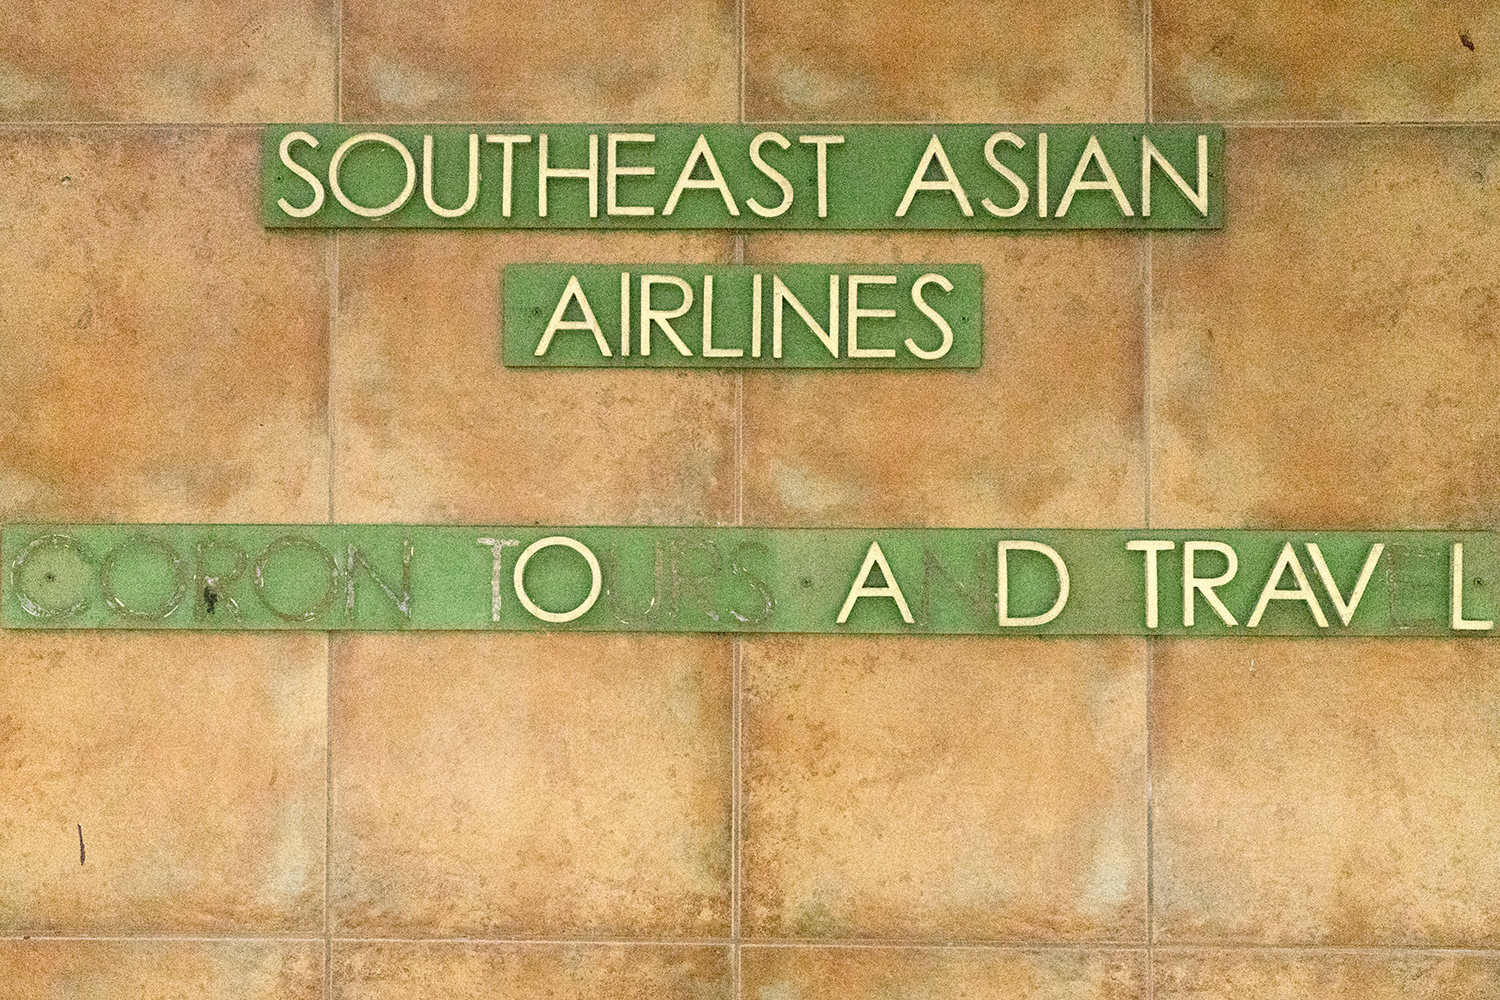 SOUTHEAST ASIAN
AIRLINES
CORON TOURS AND TRAVEL